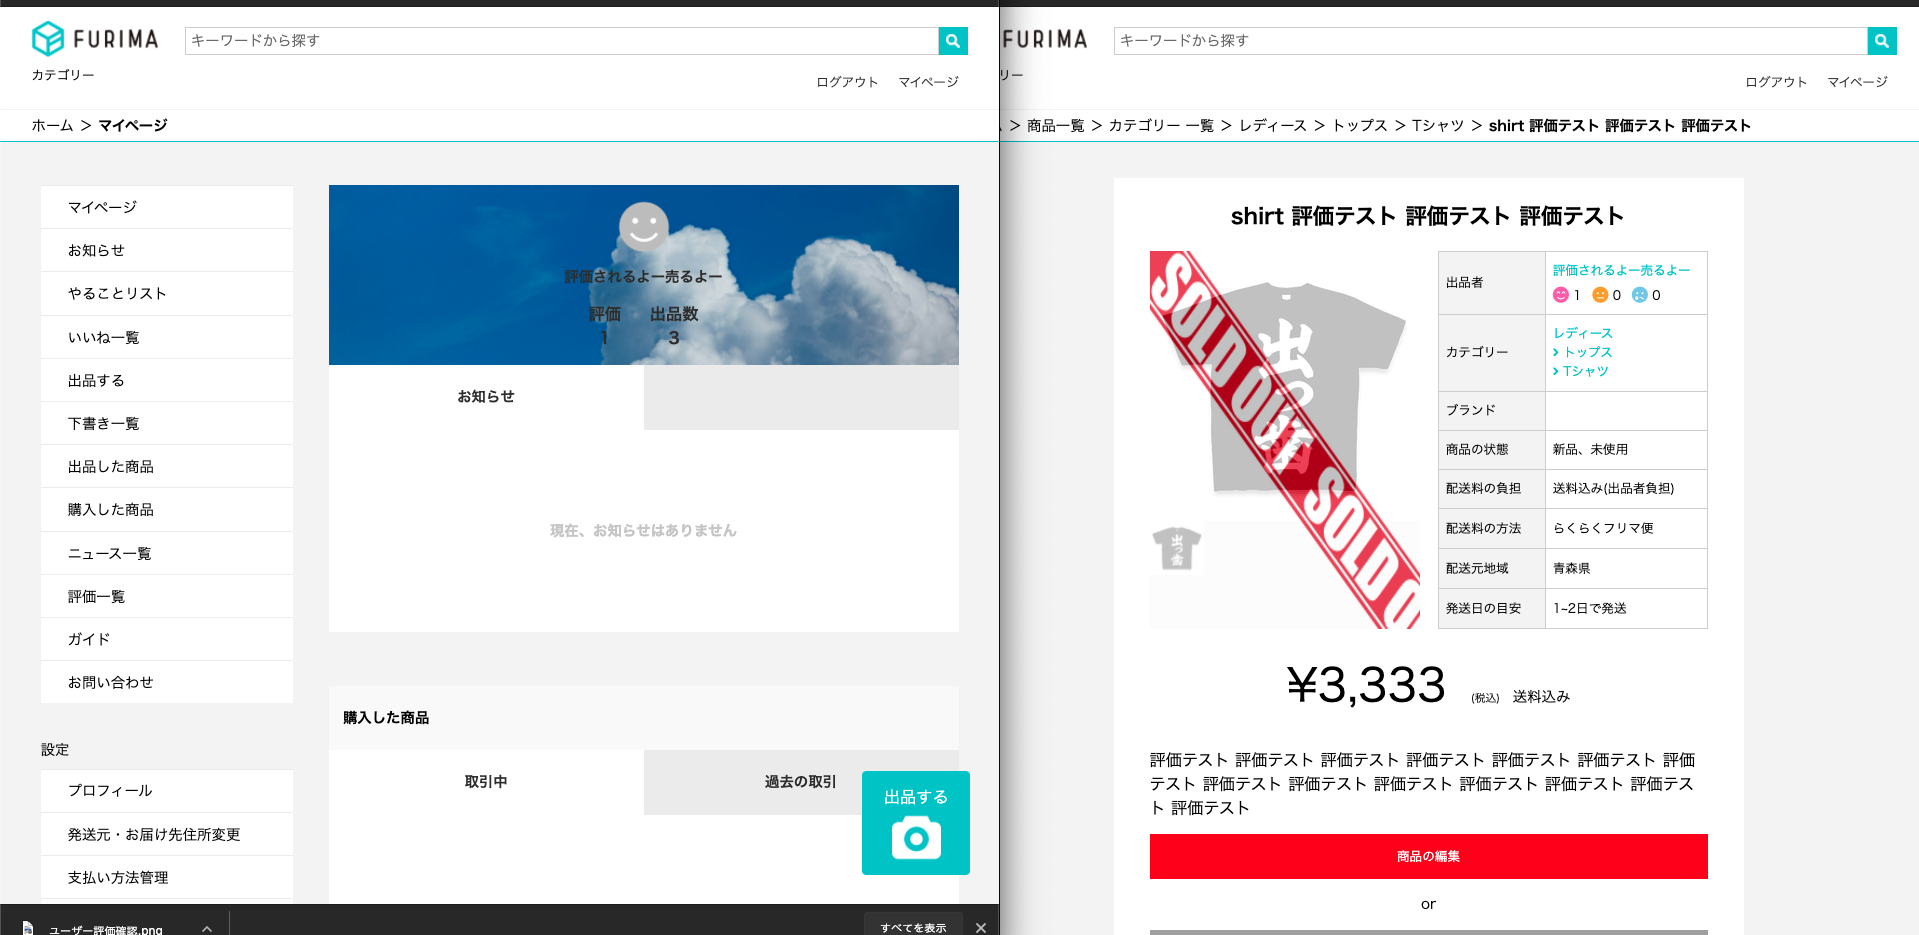 FURIMA
キーワードから探す
カテゴリー
ログアウト マイページ
ホーム > マイページ
マイページ
お知らせ
やることリスト
いいね一覧
出品する
下書き一覧
出品した商品
購入した商品
ニュース一覧
評価一覧
ガイド
お問い合わせ
設定
プロフィール
発送元・お届け先住所変更
支払い方法管理
評価されるよー売るよー
評価 出品数
1 3
お知らせ
現在、お知らせはありません
購入した商品
取引中 過去の取引
出品する
ユーザー評価確認.png
すべてを表示
FURIMA
キーワードから探す
リー
ログアウト マイページ
> 商品一覧 > カテゴリー 一覧 > レディース > トップス > Tシャツ > shirt 評価テスト 評価テスト 評価テスト
shirt 評価テスト 評価テスト 評価テスト
SOLD OUT
SOLD O
出
出品者 評価されるよー売るよー
1 0 0
カテゴリー レディース
トップス
Tシャツ
ブランド
商品の状態 新品、未使用
配送料の負担 送料込み(出品者負担)
配送料の方法 らくらくフリマ便
配送元地域 青森県
発送日の目安 1~2日で発送
¥3,333 (税込) 送料込み
評価テスト 評価テスト 評価テスト 評価テスト 評価テスト 評価テスト 評価
テスト 評価テスト 評価テスト 評価テスト 評価テスト 評価テスト 評価テス
ト 評価テスト
商品の編集
or